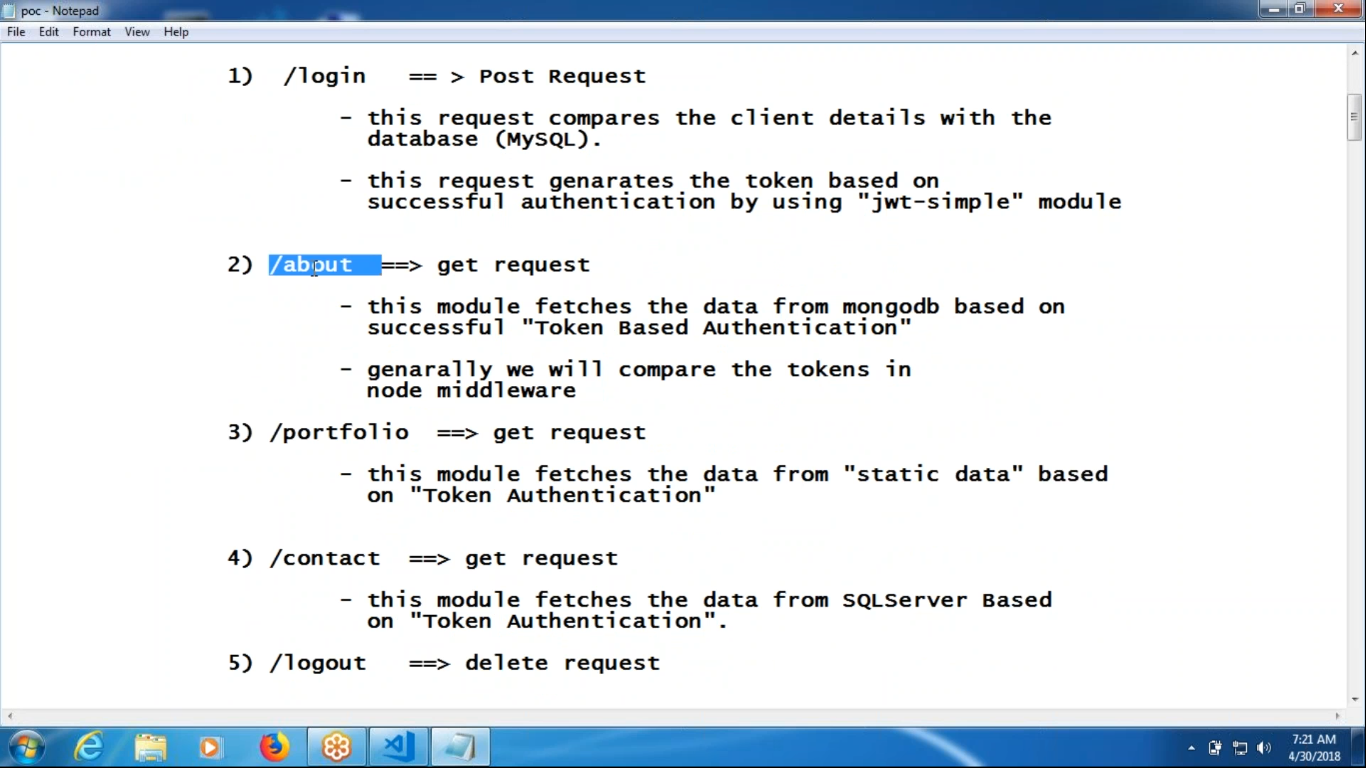 poc - Notepad
File Edit Format View Help
1) /login == > Post Request
- this request compares the client details with the
database (MySQL).
- this request genarates the token based on
successful authentication by using "jwt-simple" module
2) /about ==> get request
- this module fetches the data from mongodb based on
successful "Token Based Authentication"
- genarally we will compare the tokens in
node middleware
3) /portfolio ==> get request
- this module fetches the data from "static data" based
on "Token Authentication"
4) /contact ==> get request
- this module fetches the data from SQLServer Based
on "Token Authentication".
5) /logout ==> delete request
7:21 AM
4/30/2018